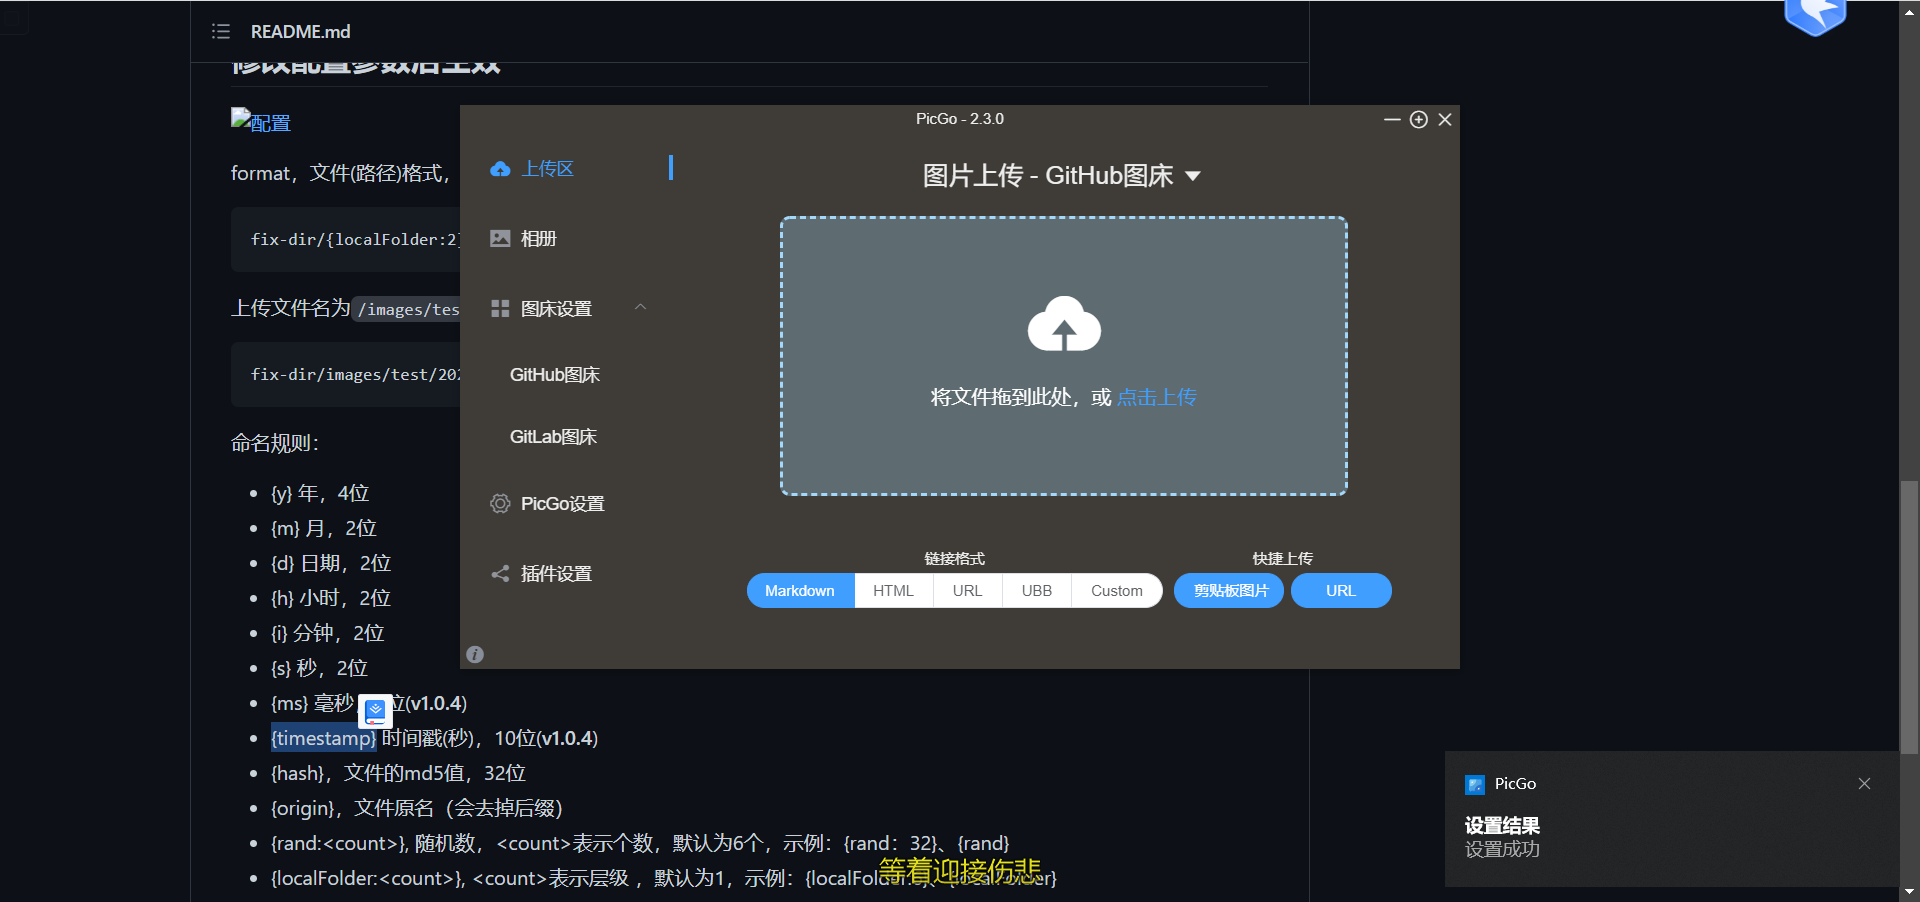 README.md
修改配置参数后生效
配置
format，文件(路径)格式，
fix-dir/{localFolder:2}
上传文件名为 /images/tes
fix-dir/images/test/202
命名规则：
{y} 年，4位
{m} 月，2位
{d} 日期，2位
{h} 小时，2位
{i} 分钟，2位
{s} 秒，2位
{ms} 毫秒，位(v1.0.4)
{timestamp} 时间戳(秒)，10位(v1.0.4)
{hash}，文件的md5值，32位
{origin}，文件原名（会去掉后缀）
{rand:<count>}, 随机数，<count>表示个数，默认为6个，示例：{rand：32}、{rand}
{localFolder:<count>}, <count>表示层级 ，默认为1，示例：
等着迎接伤悲
PicGo - 2.3.0
上传区
相册
图床设置
GitHub图床
GitLab图床
PicGo设置
插件设置
图片上传 - GitHub图床
将文件拖到此处，或 点击上传
链接格式
Markdown HTML URL UBB Custom
快捷上传
剪贴板图片 URL
PicGo
设置结果
设置成功